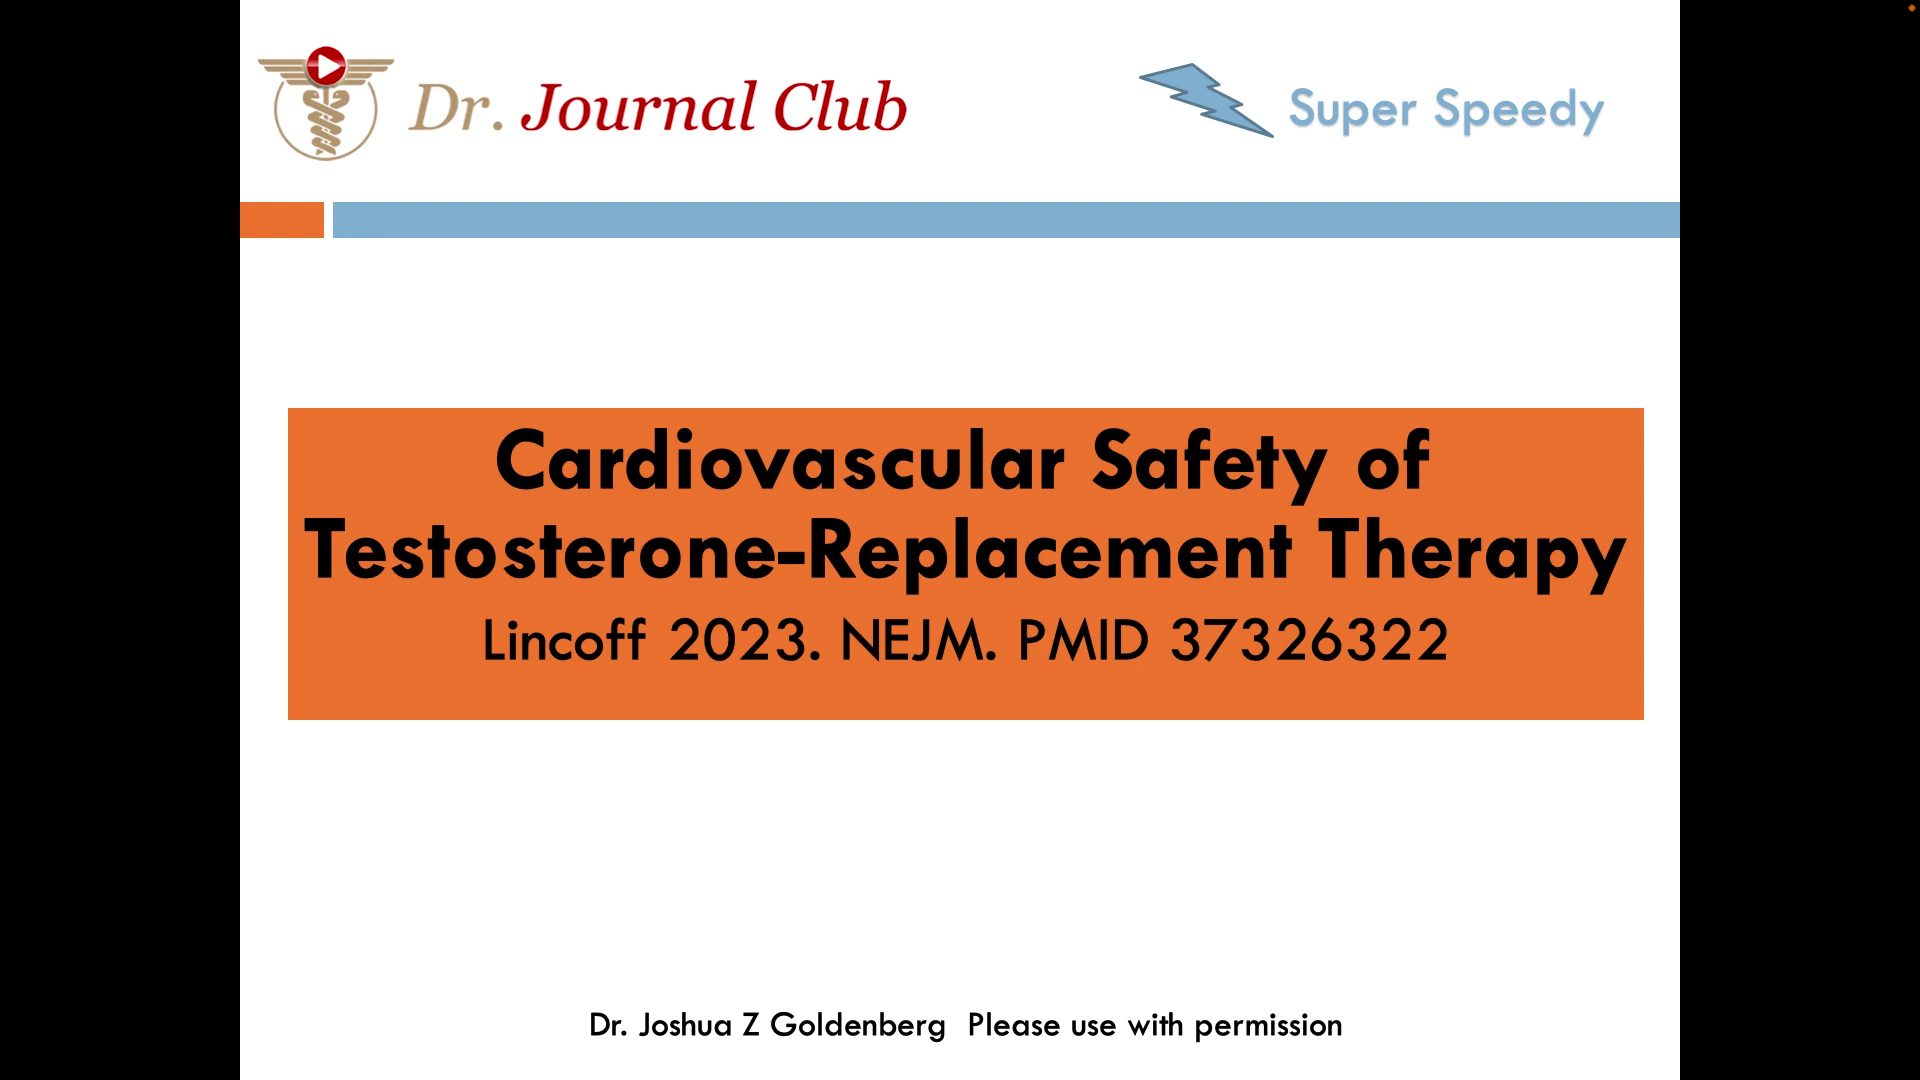 Dr. Journal Club
Super Speedy
Cardiovascular Safety of
Testosterone-Replacement Therapy
Lincoff 2023. NEJM. PMID 37326322
Dr. Joshua Z Goldenberg  Please use with permission